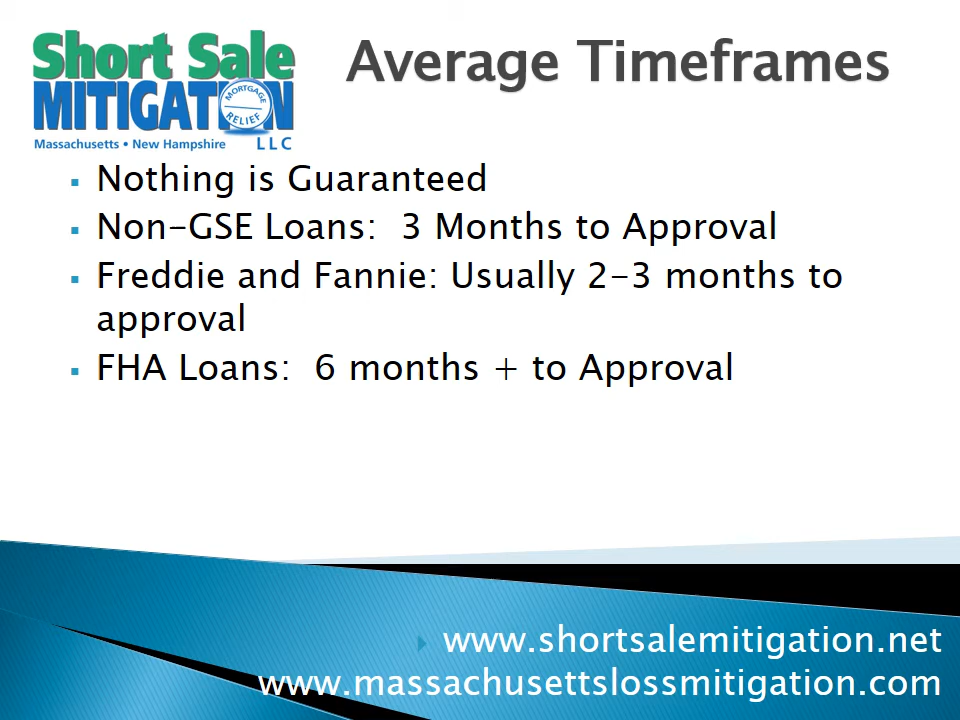 Short Sale
MITIGATION
MORTGAGE
RELIEF
Massachusetts • New Hampshire LLC
Average Timeframes
Nothing is Guaranteed
Non-GSE Loans:  3 Months to Approval
Freddie and Fannie: Usually 2-3 months to
approval
FHA Loans:  6 months + to Approval
www.shortsalemitigation.net
www.massachusettslossmitigation.com